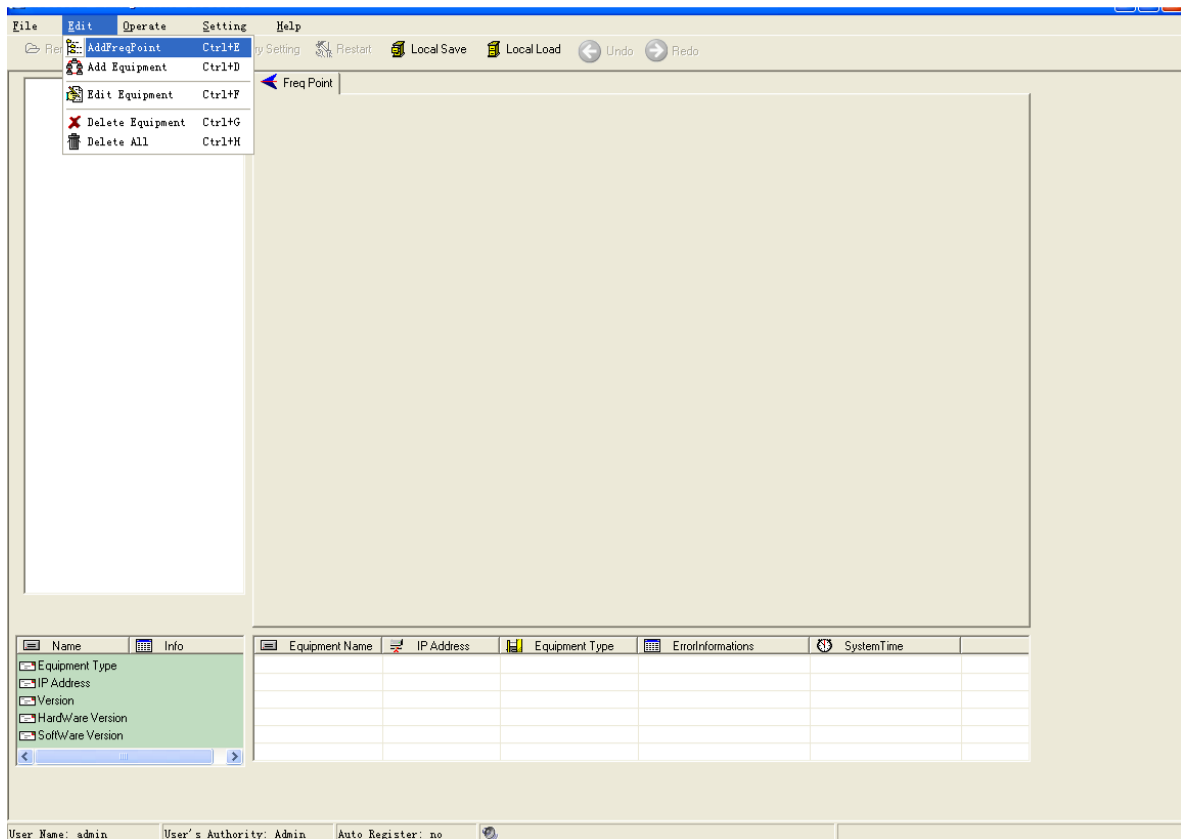 File Edit Operate Setting Help
AddFreqPoint Ctrl+E
Restart Local Save Local Load Undo Redo
Setting
Add Equipment Ctrl+D
Freq Point
Edit Equipment Ctrl+F
Delete Equipment Ctrl+G
Delete All Ctrl+H
Name Info
Equipment Name IP Address Equipment Type ErrorInformations SystemTime
Equipment Type
IP Address
Version
HardWare Version
SoftWare Version
User Name: admin User's Authority: Admin Auto Register: no